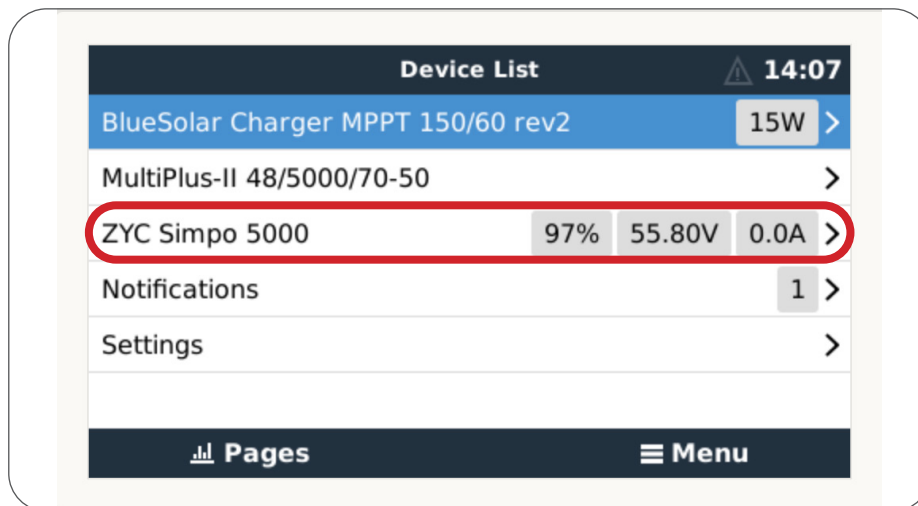 Device List 14:07
BlueSolar Charger MPPT 150/60 rev2 15W
MultiPlus-II 48/5000/70-50
ZYC Simpo 5000 97% 55.80V 0.0A
Notifications 1
Settings
Pages Menu